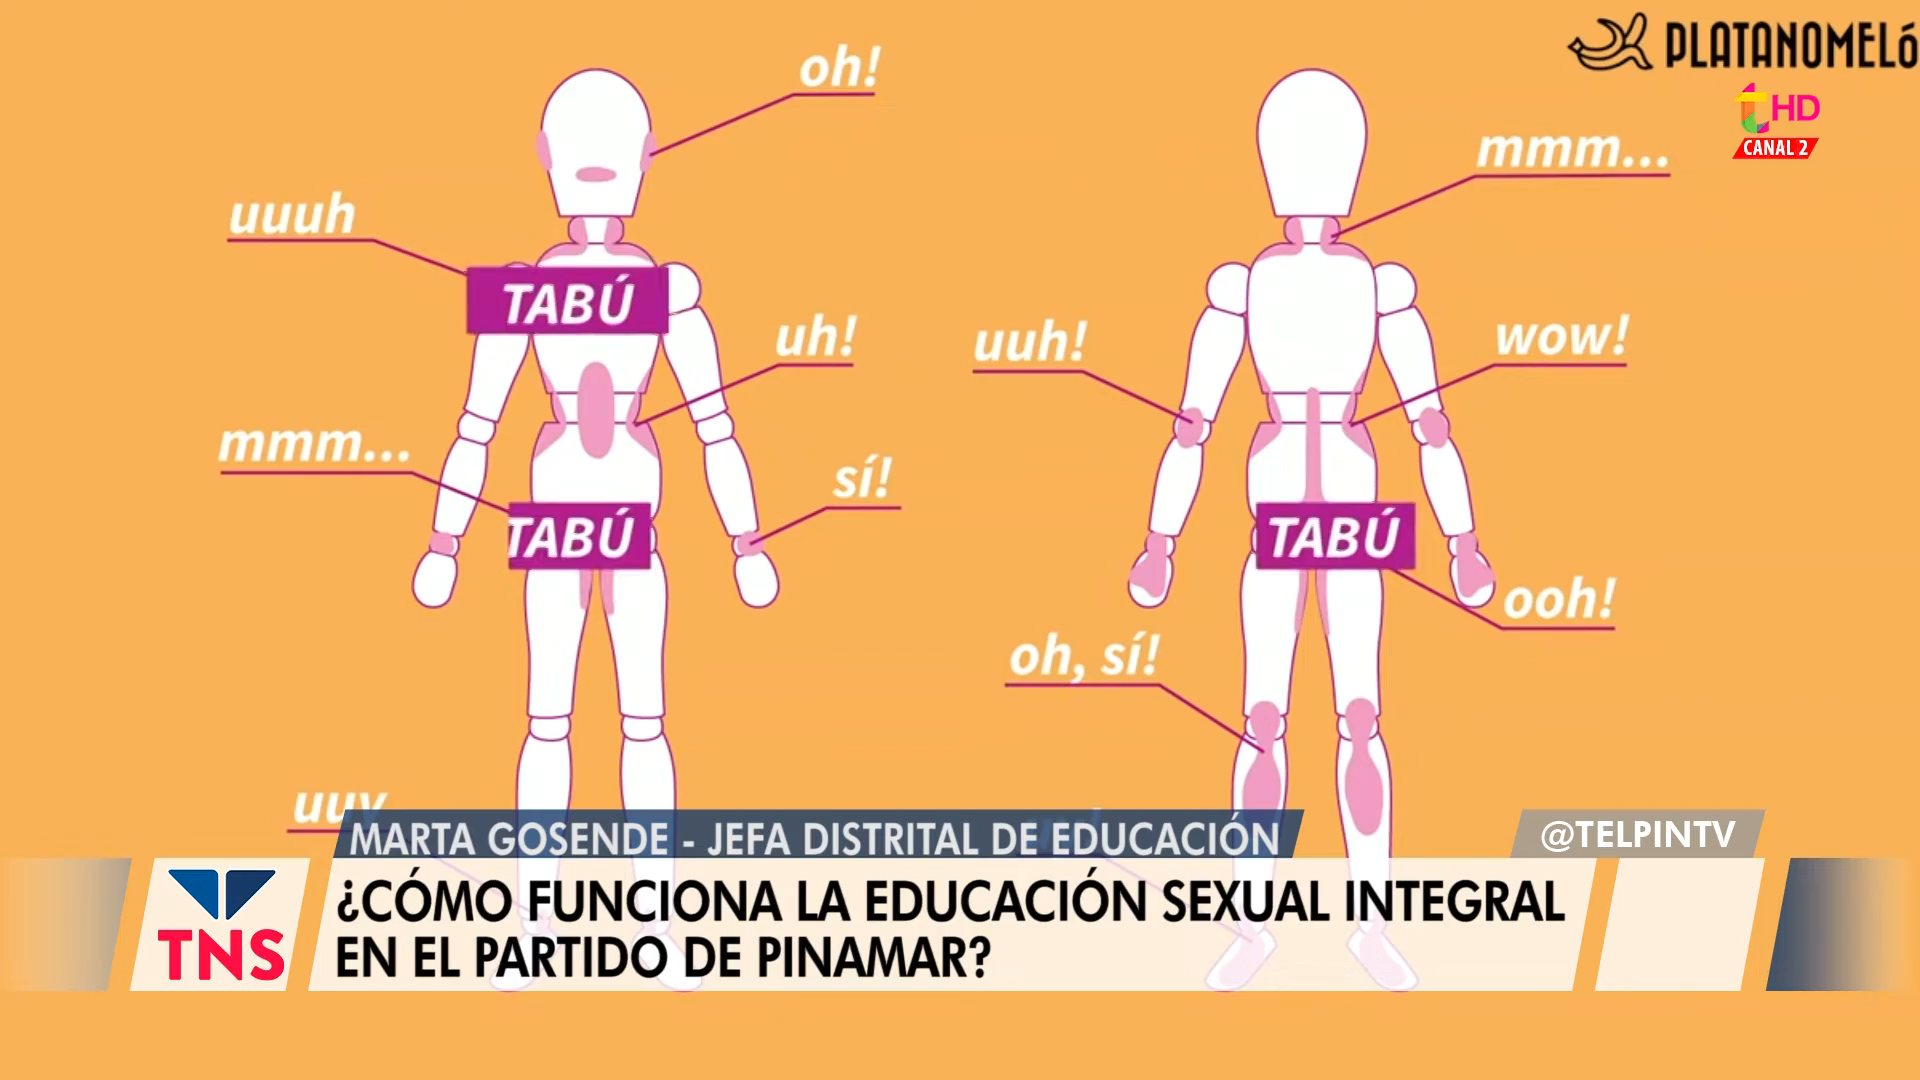 PLATANOMELÓ
oh!
HD
CANAL 2
mmm...
uuuh
TABÚ
uh!
uuh!
wow!
mmm...
sí!
TABÚ
TABÚ
ooh!
oh, sí!
MARTA GOSENDE - JEFA DISTRITAL DE EDUCACIÓN
@TELPINTV
TNS
¿CÓMO FUNCIONA LA EDUCACIÓN SEXUAL INTEGRAL
EN EL PARTIDO DE PINAMAR?